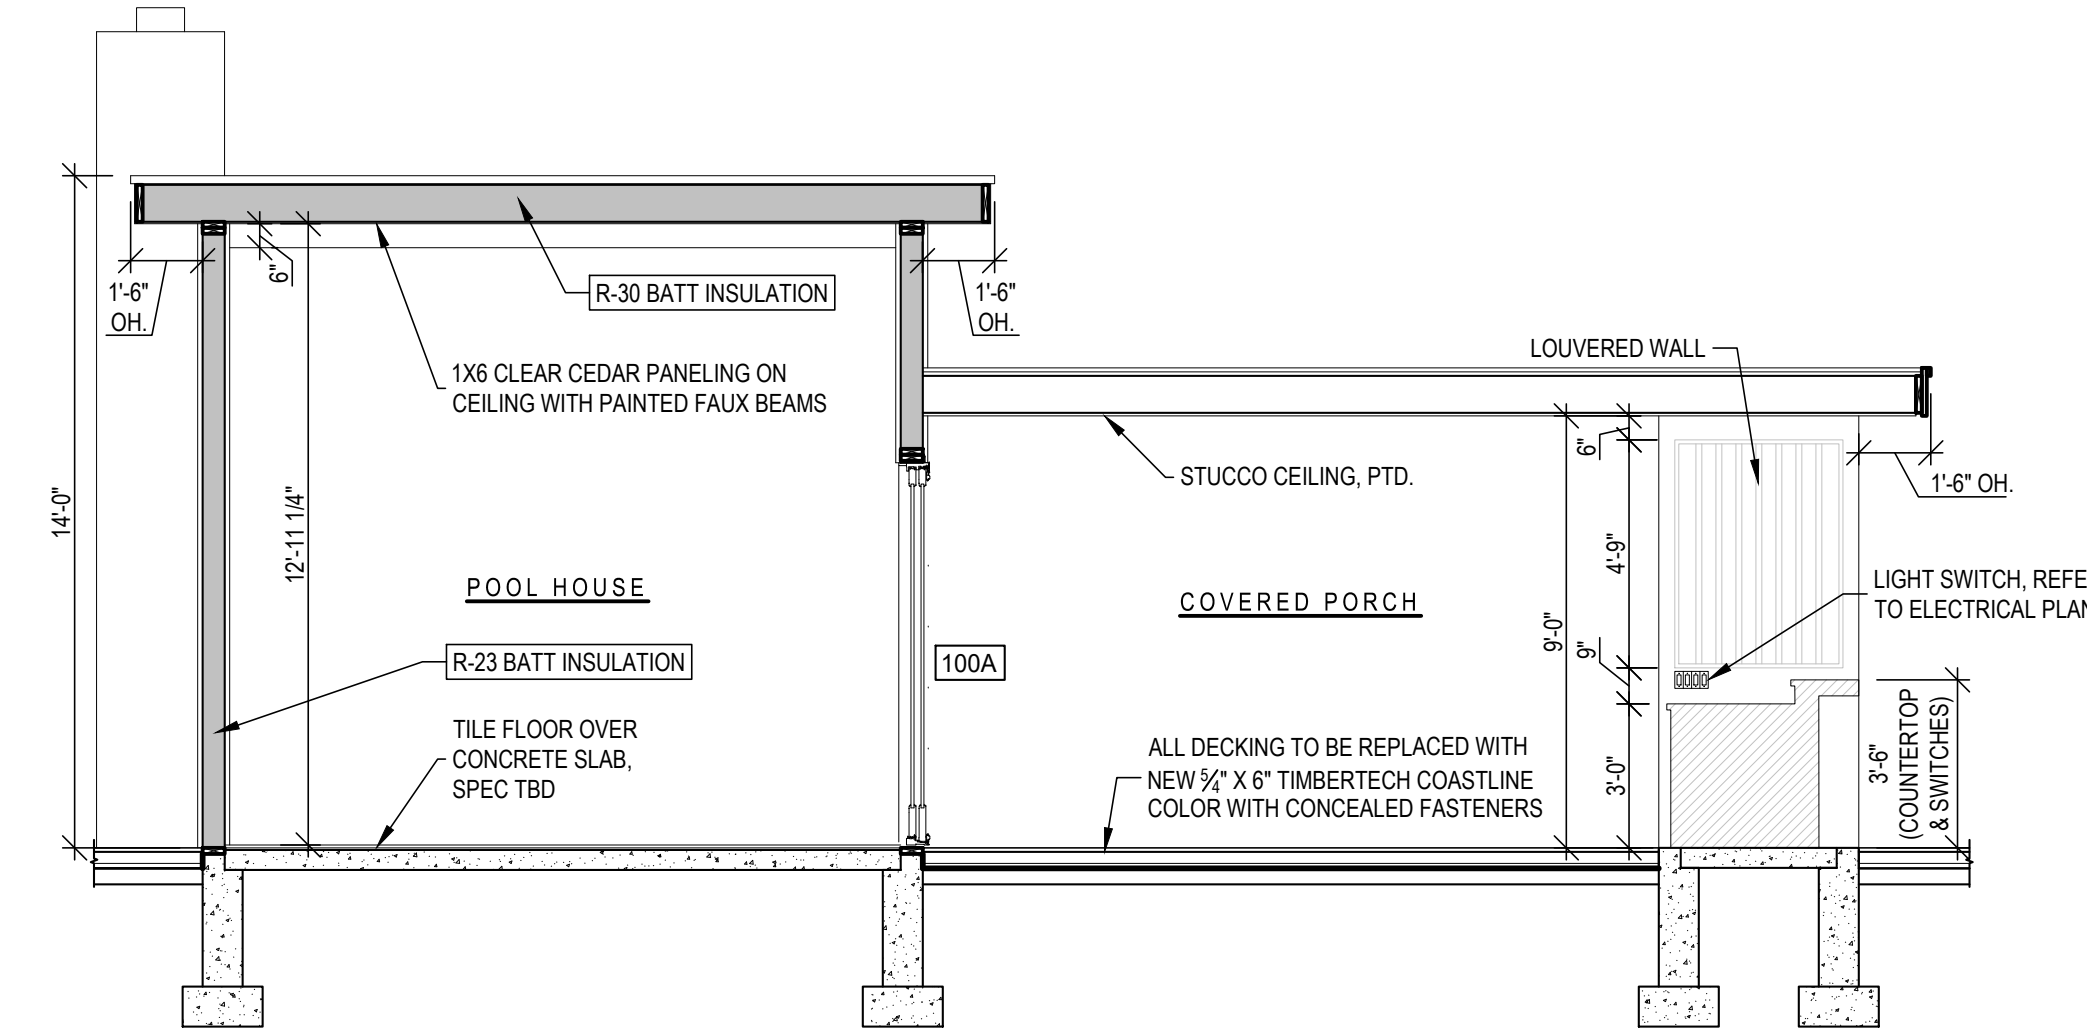 1'-6"
OH.
6"
R-30 BATT INSULATION
1'-6"
OH.
1X6 CLEAR CEDAR PANELING ON
CEILING WITH PAINTED FAUX BEAMS
LOUVERED WALL
6"
STUCCO CEILING, PTD.
1'-6" OH.
14'-0"
12'-11 1/4"
4'-9"
POOL HOUSE
COVERED PORCH
LIGHT SWITCH, REFE
TO ELECTRICAL PLAN
9'-0"
9"
R-23 BATT INSULATION
100A
TILE FLOOR OVER
CONCRETE SLAB,
SPEC TBD
ALL DECKING TO BE REPLACED WITH
NEW 5/4" X 6" TIMBERTECH COASTLINE
COLOR WITH CONCEALED FASTENERS
3'-0"
3'-6"
(COUNTERTOP
& SWITCHES)